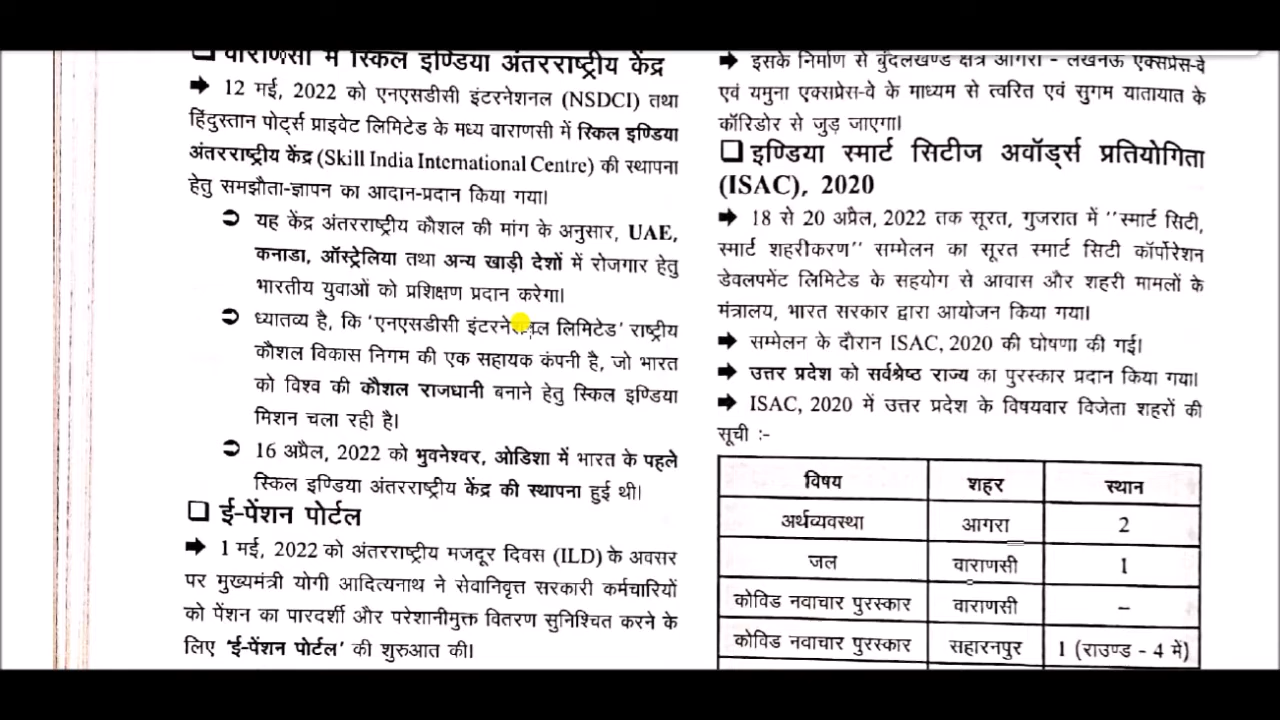 ❑ वाराणसी में स्किल इण्डिया अंतरराष्ट्रीय केंद्र
➡ 12 मई, 2022 को एनएसडीसी इंटरनेशनल (NSDCI) तथा
हिंदुस्तान पोर्ट्स प्राइवेट लिमिटेड के मध्य वाराणसी में स्किल इण्डिया
अंतरराष्ट्रीय केंद्र (Skill India International Centre) की स्थापना
हेतु समझौता-ज्ञापन का आदान-प्रदान किया गया।
➲ यह केंद्र अंतरराष्ट्रीय कौशल की मांग के अनुसार, UAE,
कनाडा, ऑस्ट्रेलिया तथा अन्य खाड़ी देशों में रोजगार हेतु
भारतीय युवाओं को प्रशिक्षण प्रदान करेगा।
➲ ध्यातव्य है, कि 'एनएसडीसी इंटरनेशनल लिमिटेड' राष्ट्रीय
कौशल विकास निगम की एक सहायक कंपनी है, जो भारत
को विश्व की कौशल राजधानी बनाने हेतु स्किल इण्डिया
मिशन चला रही है।
➲ 16 अप्रैल, 2022 को भुवनेश्वर, ओडिशा में भारत के पहले
स्किल इण्डिया अंतरराष्ट्रीय केंद्र की स्थापना हुई थी।
❑ ई-पेंशन पोर्टल
➡ 1 मई, 2022 को अंतरराष्ट्रीय मजदूर दिवस (ILD) के अवसर
पर मुख्यमंत्री योगी आदित्यनाथ ने सेवानिवृत्त सरकारी कर्मचारियों
को पेंशन का पारदर्शी और परेशानीमुक्त वितरण सुनिश्चित करने के
लिए 'ई-पेंशन पोर्टल' की शुरुआत की।
➡ इसके निर्माण से बुंदेलखण्ड क्षेत्र आगरा - लखनऊ एक्सप्रेस-वे
एवं यमुना एक्सप्रेस-वे के माध्यम से त्वरित एवं सुगम यातायात के
कॉरिडोर से जुड़ जाएगा।
❑ इण्डिया स्मार्ट सिटीज अवॉर्ड्स प्रतियोगिता
(ISAC), 2020
➡ 18 से 20 अप्रैल, 2022 तक सूरत, गुजरात में "स्मार्ट सिटी,
स्मार्ट शहरीकरण" सम्मेलन का सूरत स्मार्ट सिटी कॉर्पोरेशन
डेवलपमेंट लिमिटेड के सहयोग से आवास और शहरी मामलों के
मंत्रालय, भारत सरकार द्वारा आयोजन किया गया।
➡ सम्मेलन के दौरान ISAC, 2020 की घोषणा की गई।
➡ उत्तर प्रदेश को सर्वश्रेष्ठ राज्य का पुरस्कार प्रदान किया गया।
➡ ISAC, 2020 में उत्तर प्रदेश के विषयवार विजेता शहरों की
सूची :-
विषय शहर स्थान
अर्थव्यवस्था आगरा 2
जल वाराणसी 1
कोविड नवाचार पुरस्कार वाराणसी –
कोविड नवाचार पुरस्कार सहारनपुर 1 (राउण्ड - 4 में)